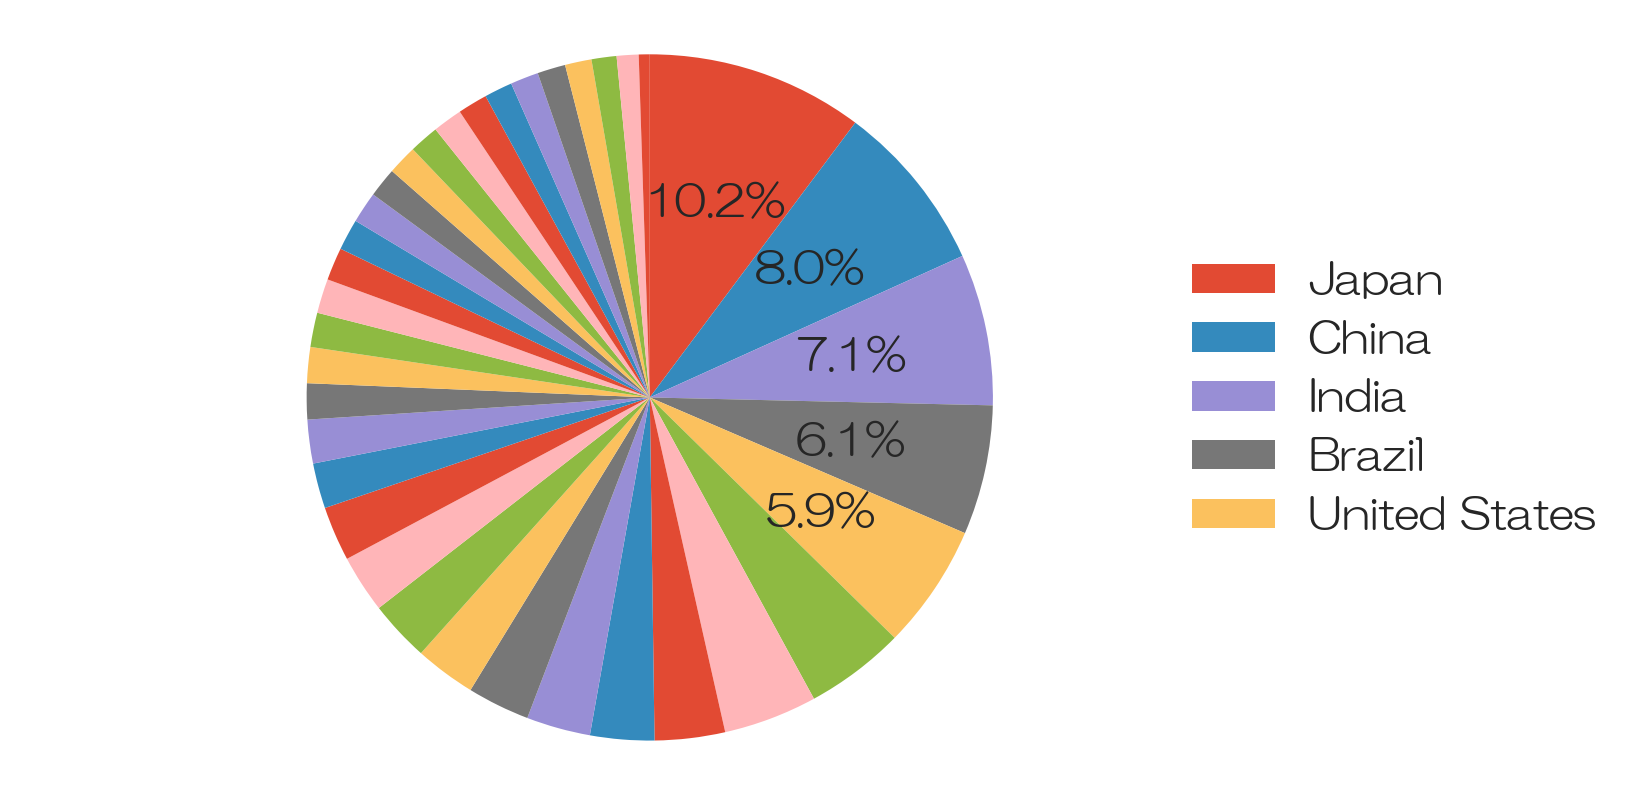 10.2%
8.0%
7.1%
6.1%
5.9%
Japan
China
India
Brazil
United States